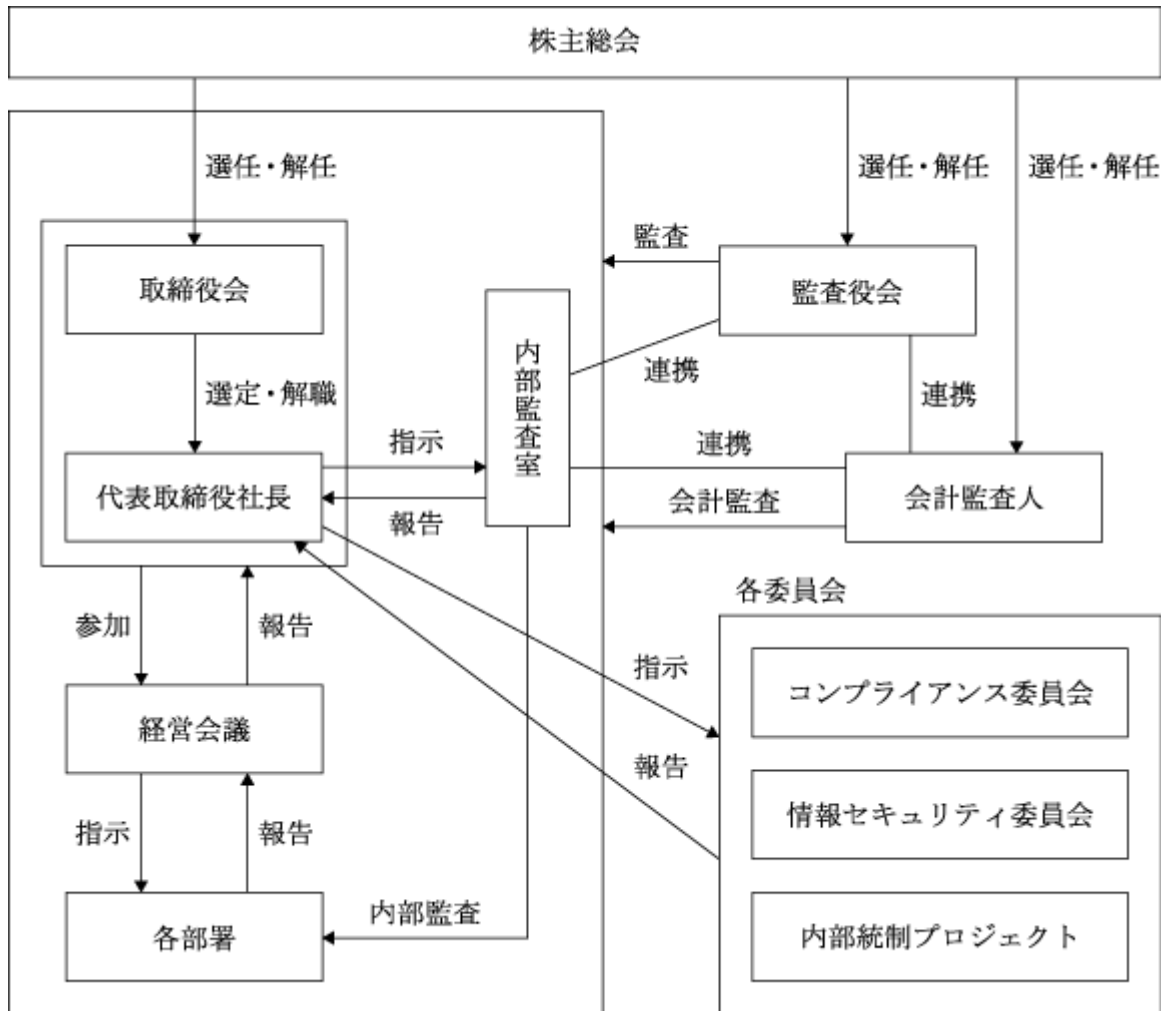 株主総会
選任・解任
選任・解任
選任・解任
取締役会
監査
監査役会
内部監査室
連携
選定・解職
連携
指示
連携
代表取締役社長
報告
会計監査
会計監査人
各委員会
参加
報告
指示
コンプライアンス委員会
経営会議
報告
情報セキュリティ委員会
指示
報告
内部監査
各部署
内部統制プロジェクト